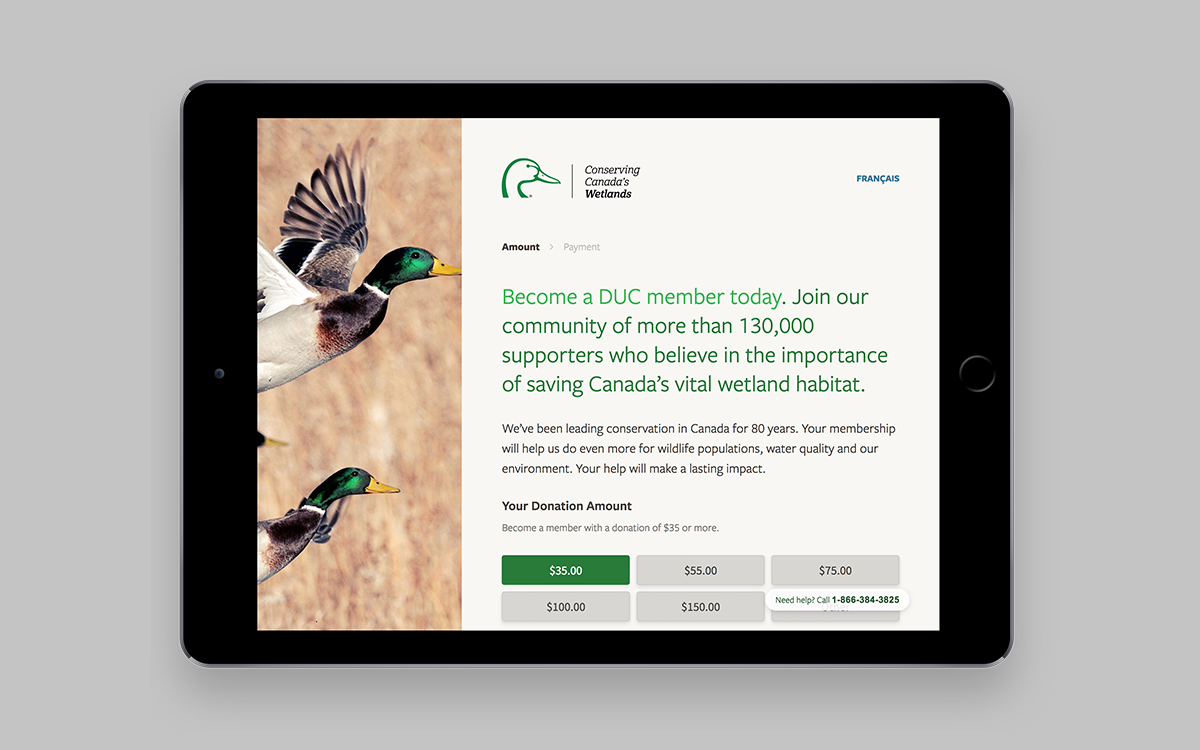 Conserving
Canada's
Wetlands
FRANÇAIS
Amount > Payment
Become a DUC member today. Join our
community of more than 130,000
supporters who believe in the importance
of saving Canada's vital wetland habitat.
We've been leading conservation in Canada for 80 years. Your membership
will help us do even more for wildlife populations, water quality and our
environment. Your help will make a lasting impact.
Your Donation Amount
Become a member with a donation of $35 or more.
$35.00 $55.00 $75.00
Need help? Call 1-866-384-3825
$100.00 $150.00